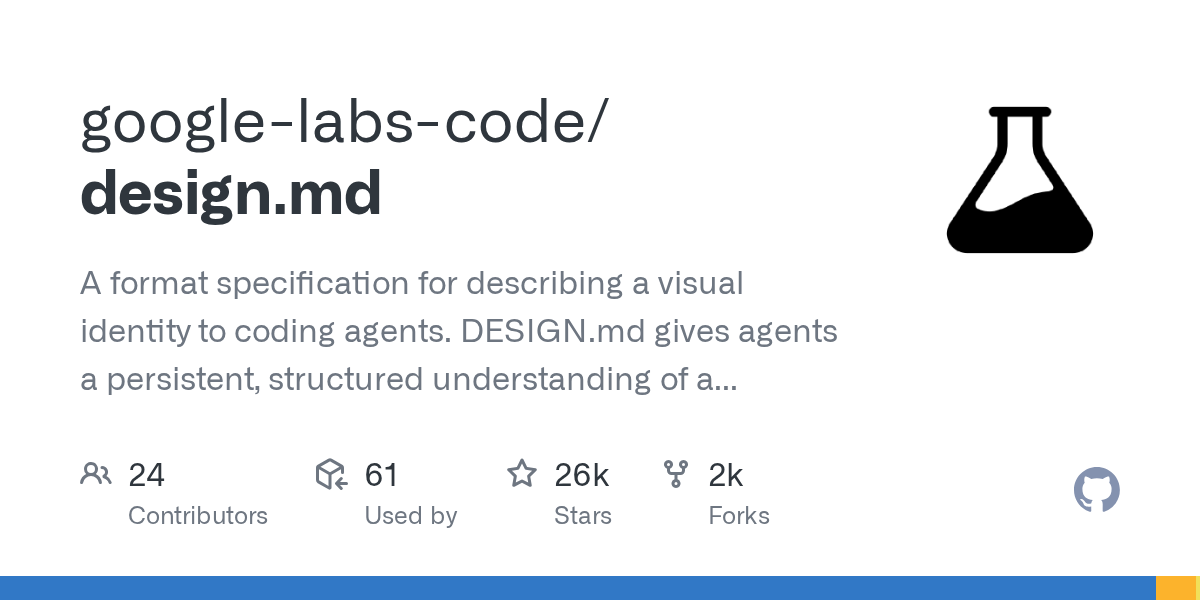 google-labs-code/
design.md
A format specification for describing a visual
identity to coding agents. DESIGN.md gives agents
a persistent, structured understanding of a...
24
Contributors
61
Used by
26k
Stars
2k
Forks